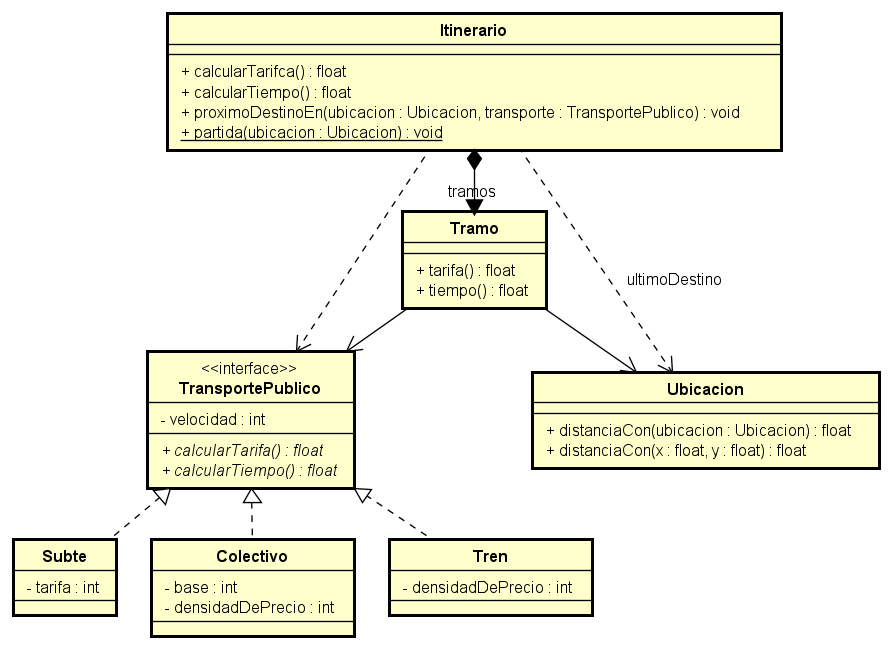 Itinerario
+ calcularTarifca() : float
+ calcularTiempo() : float
+ proximoDestinoEn(ubicacion : Ubicacion, transporte : TransportePublico) : void
+ partida(ubicacion : Ubicacion) : void
tramos
Tramo
+ tarifa() : float
+ tiempo() : float
ultimoDestino
<<interface>>
TransportePublico
- velocidad : int
+ calcularTarifa() : float
+ calcularTiempo() : float
Ubicacion
+ distanciaCon(ubicacion : Ubicacion) : float
+ distanciaCon(x : float, y : float) : float
Subte
- tarifa : int
Colectivo
- base : int
- densidadDePrecio : int
Tren
- densidadDePrecio : int